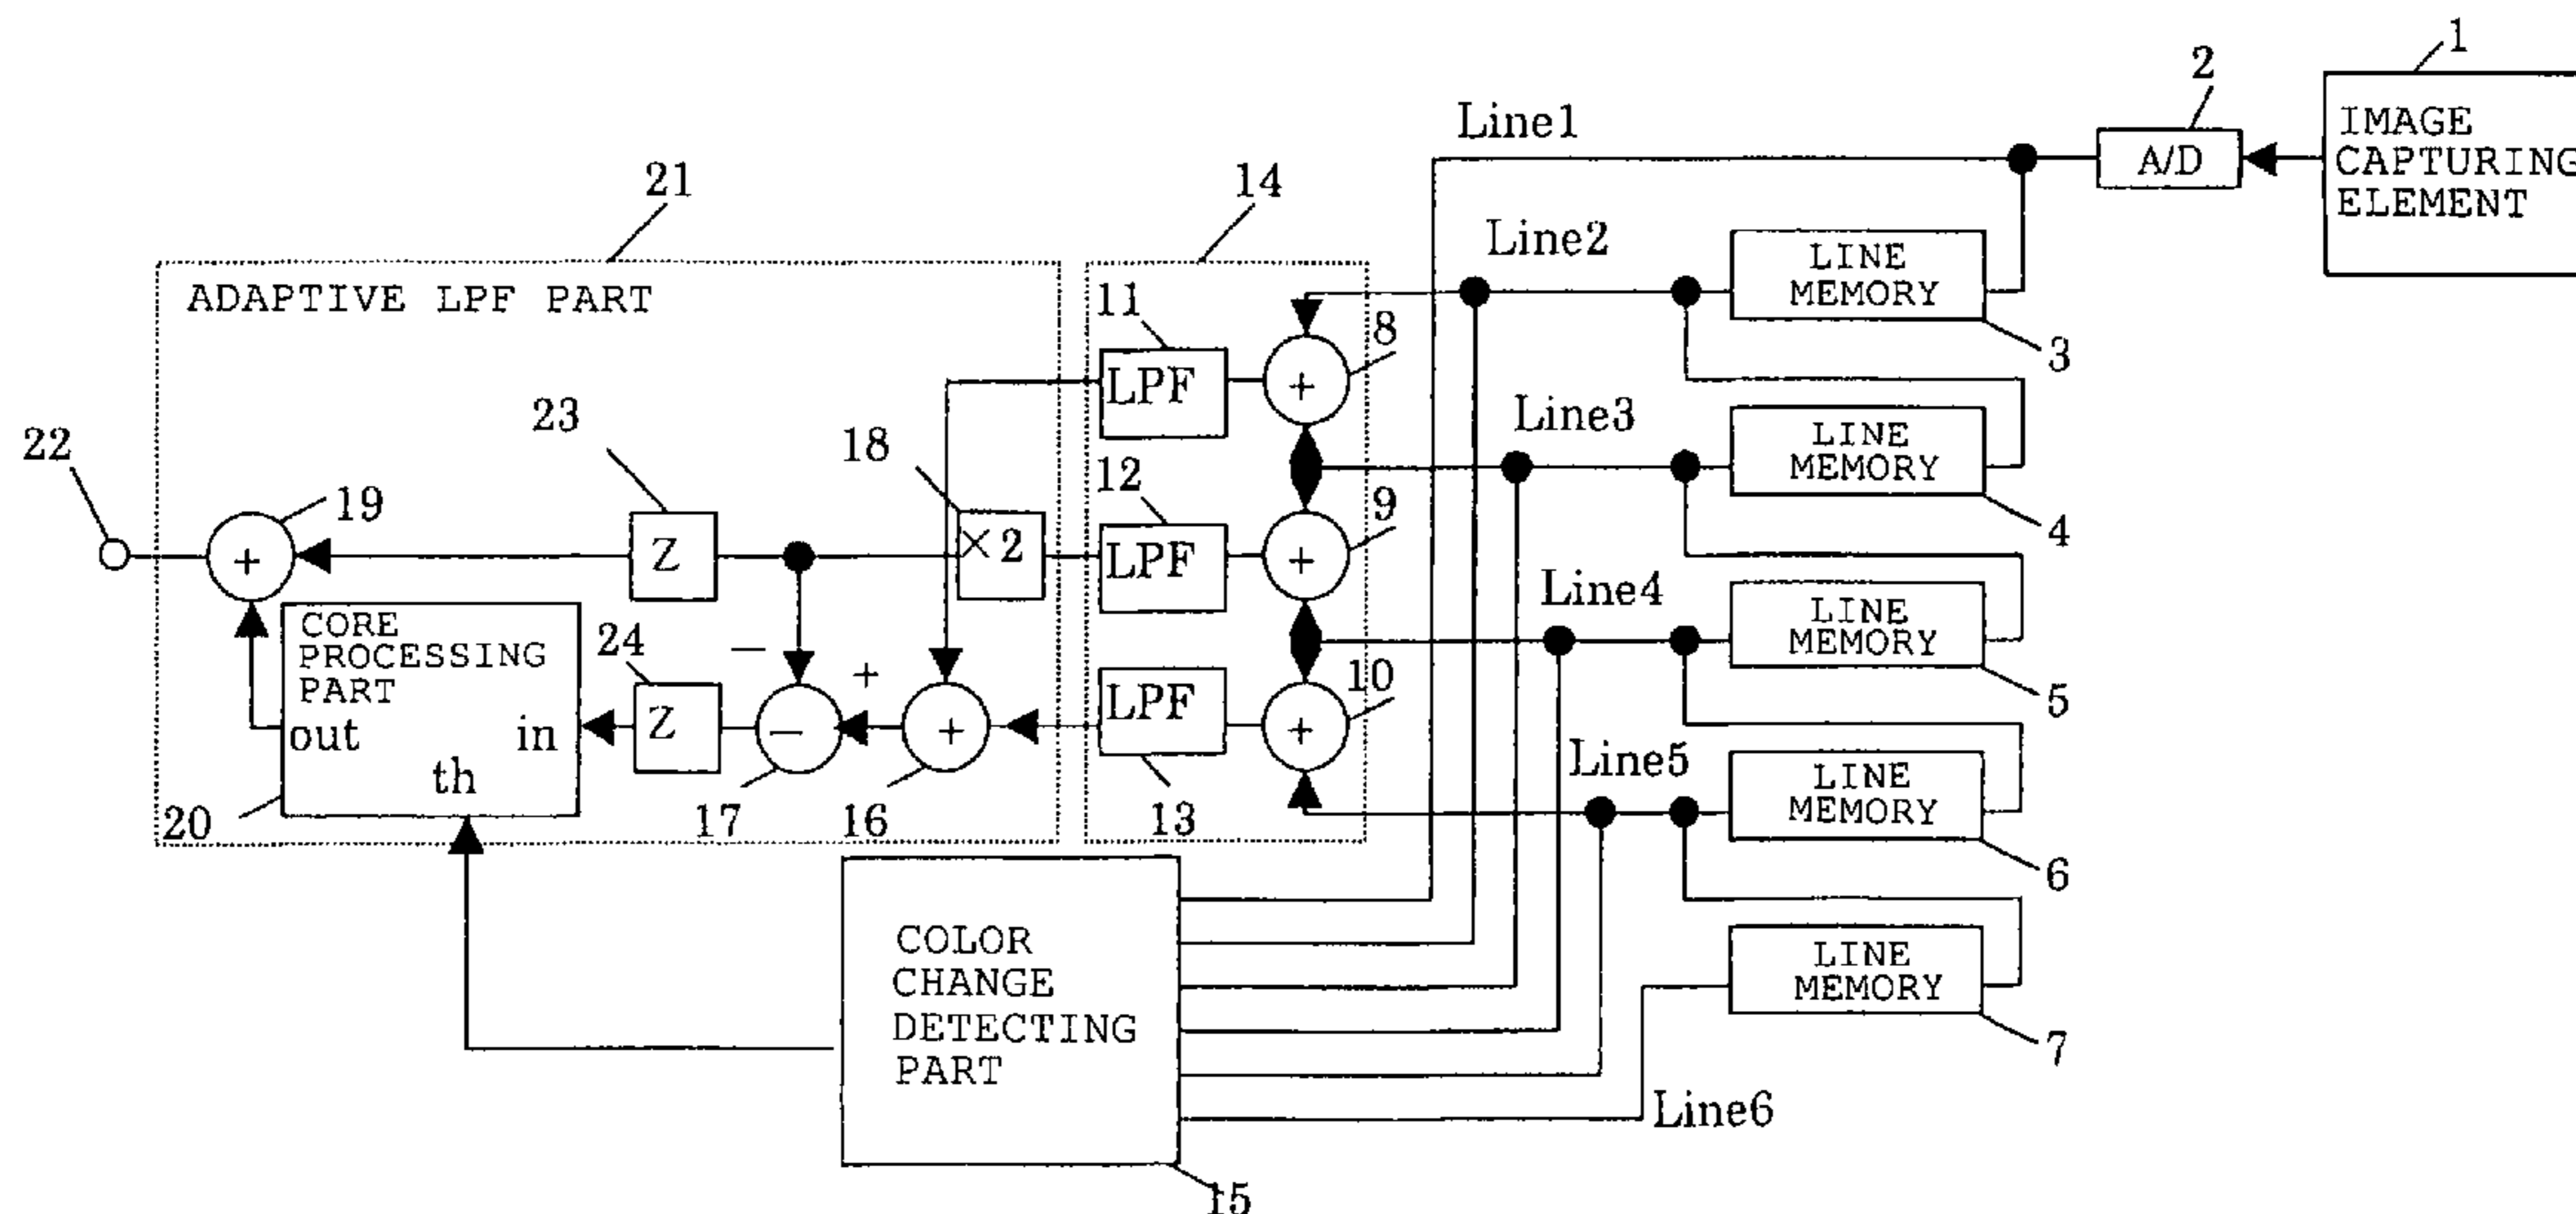 1
2
Line1
IMAGE
CAPTURING
ELEMENT
A/D
21
14
Line2
LINE
MEMORY
3
ADAPTIVE LPF PART
11
8
LPF
+
23
18
Line3
LINE
MEMORY
4
22
19
12
9
+
Z
×2
LPF
+
Line4
LINE
MEMORY
5
CORE
PROCESSING
PART
24
−
+
10
out
in
th
Z
−
+
LPF
+
Line5
LINE
MEMORY
6
20
17
16
13
COLOR
CHANGE
DETECTING
PART
LINE
MEMORY
7
Line6
15